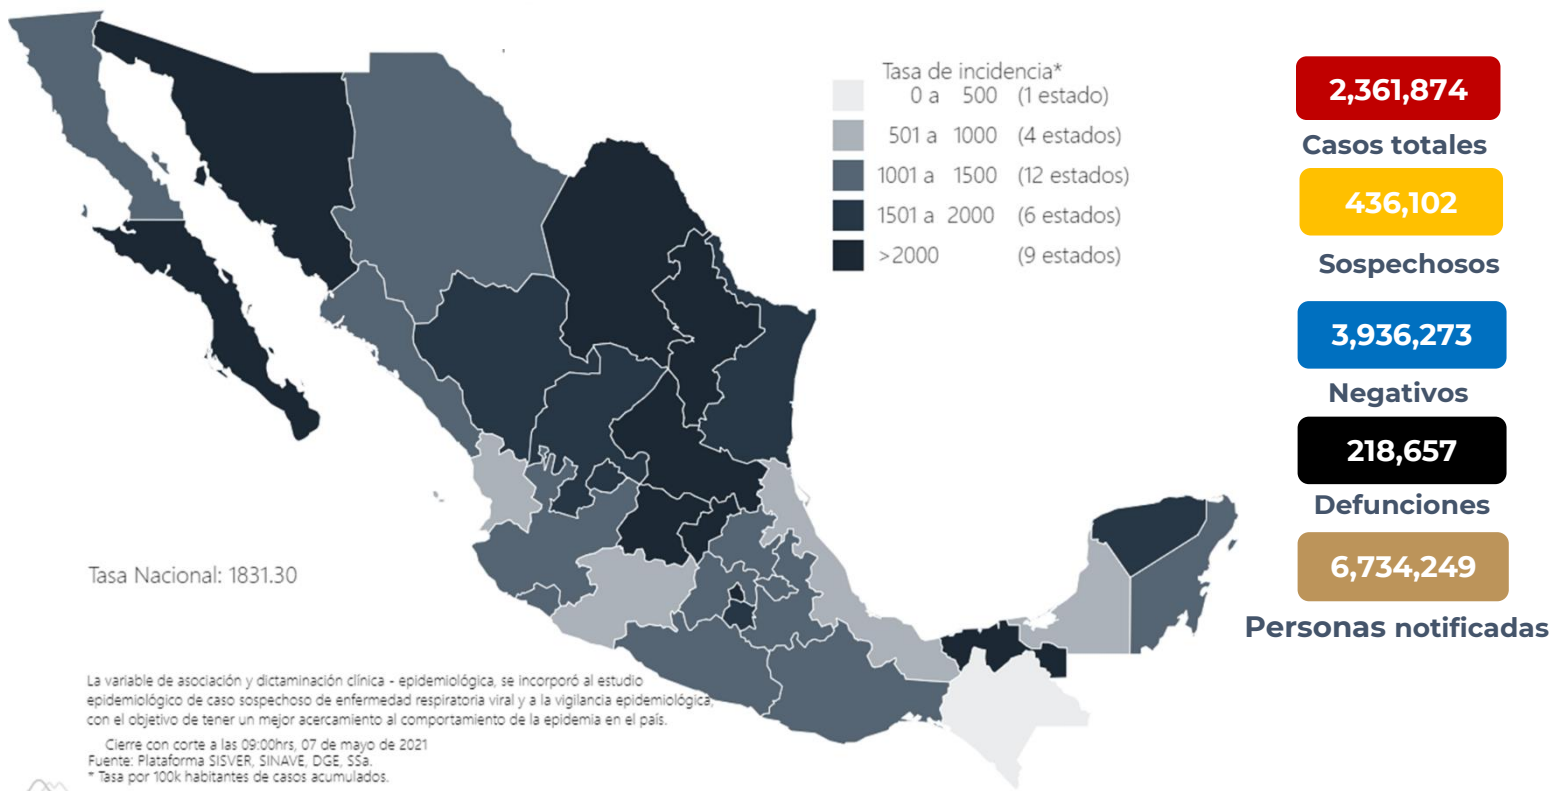 Tasa de incidencia*
0 a 500 (1 estado)
501 a 1000 (4 estados)
1001 a 1500 (12 estados)
1501 a 2000 (6 estados)
>2000 (9 estados)
2,361,874
Casos totales
436,102
Sospechosos
3,936,273
Negativos
218,657
Defunciones
6,734,249
Personas notificadas
Tasa Nacional: 1831.30
La variable de asociación y dictaminación clínica - epidemiológica, se incorporó al estudio
epidemiológico de caso sospechoso de enfermedad respiratoria viral y a la vigilancia epidemiológica,
con el objetivo de tener un mejor acercamiento al comportamiento de la epidemia en el país.
Cierre con corte a las 09:00hrs, 07 de mayo de 2021
Fuente: Plataforma SISVER, SINAVE, DGE, SSa.
* Tasa por 100k habitantes de casos acumulados.